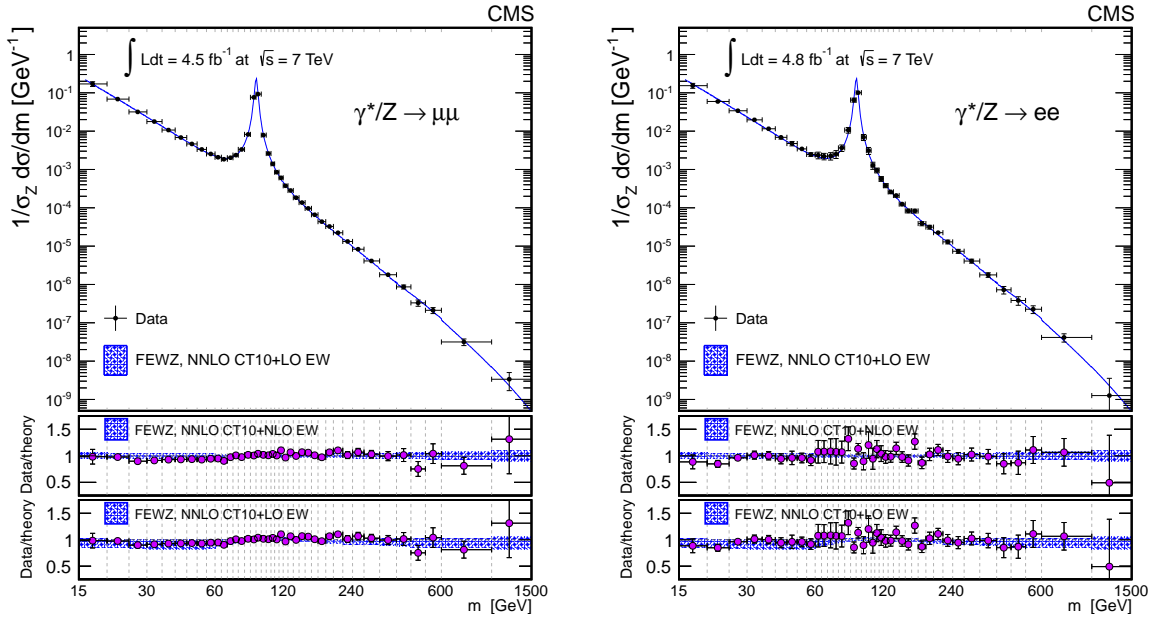 CMS
1/σ_Z dσ/dm [GeV⁻¹]
1
10⁻¹
10⁻²
10⁻³
10⁻⁴
10⁻⁵
10⁻⁶
10⁻⁷
10⁻⁸
10⁻⁹
∫ Ldt = 4.5 fb⁻¹ at √s = 7 TeV
γ*/Z → μμ
Data
FEWZ, NNLO CT10+LO EW
Data/theory
1.5
1
0.5
FEWZ, NNLO CT10+NLO EW
Data/theory
1.5
1
0.5
FEWZ, NNLO CT10+LO EW
15 30 60 120 240 600 1500
m [GeV]
CMS
1/σ_Z dσ/dm [GeV⁻¹]
1
10⁻¹
10⁻²
10⁻³
10⁻⁴
10⁻⁵
10⁻⁶
10⁻⁷
10⁻⁸
10⁻⁹
∫ Ldt = 4.8 fb⁻¹ at √s = 7 TeV
γ*/Z → ee
Data
FEWZ, NNLO CT10+LO EW
Data/theory
1.5
1
0.5
FEWZ, NNLO CT10+NLO EW
Data/theory
1.5
1
0.5
FEWZ, NNLO CT10+LO EW
15 30 60 120 240 600 1500
m [GeV]